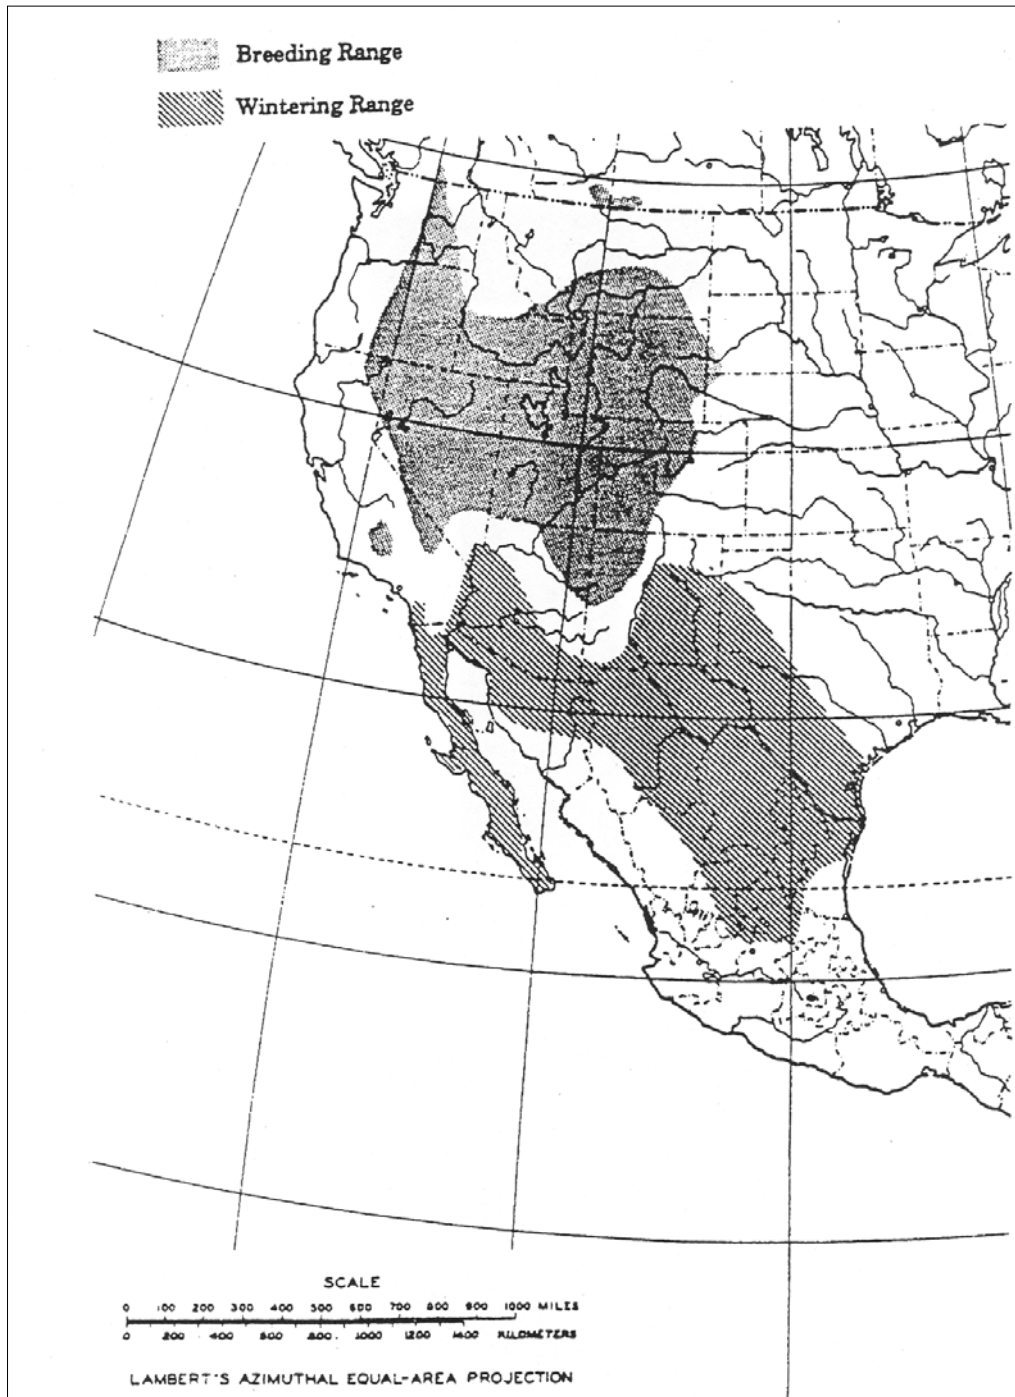 Breeding Range
Wintering Range
SCALE
0 100 200 300 400 500 600 700 800 900 1000 MILES
0 200 400 600 800 1000 1200 1400 KILOMETERS
LAMBERT'S AZIMUTHAL EQUAL-AREA PROJECTION